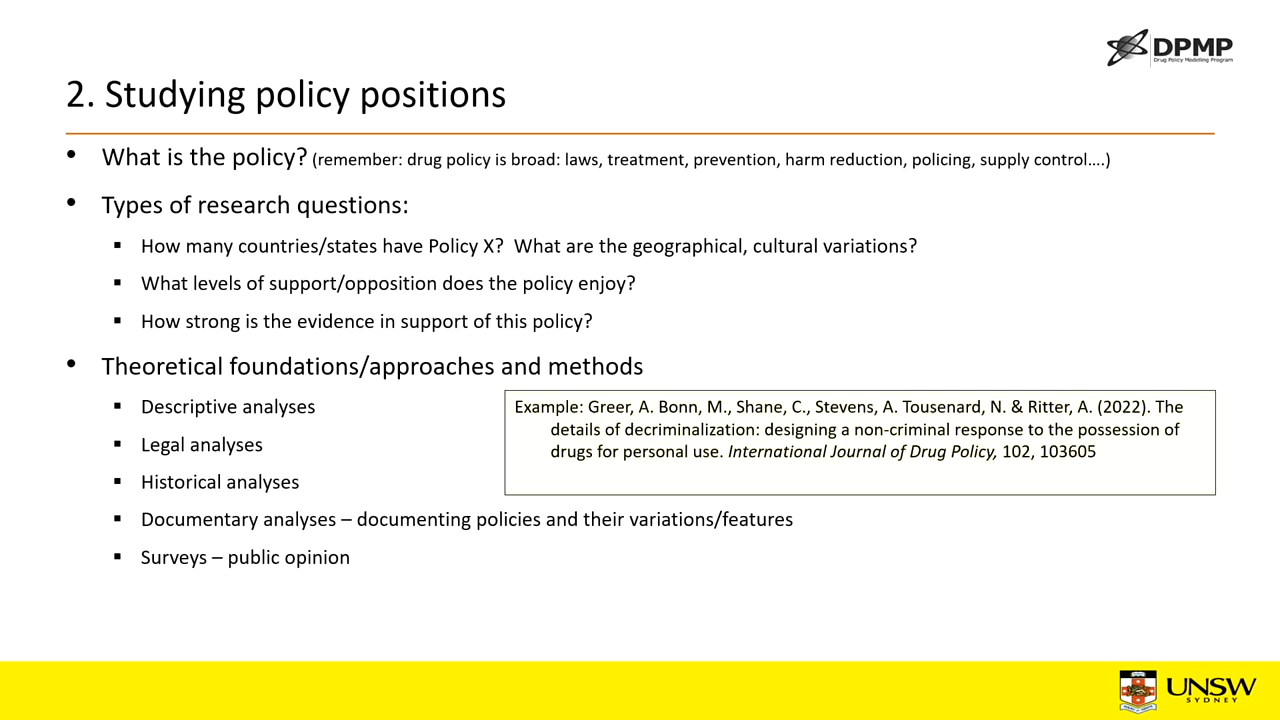 DPMP
Drug Policy Modelling Program
2. Studying policy positions
• What is the policy? (remember: drug policy is broad: laws, treatment, prevention, harm reduction, policing, supply control....)
• Types of research questions:
▪ How many countries/states have Policy X?  What are the geographical, cultural variations?
▪ What levels of support/opposition does the policy enjoy?
▪ How strong is the evidence in support of this policy?
• Theoretical foundations/approaches and methods
▪ Descriptive analyses
▪ Legal analyses
▪ Historical analyses
▪ Documentary analyses – documenting policies and their variations/features
▪ Surveys – public opinion
Example: Greer, A. Bonn, M., Shane, C., Stevens, A. Tousenard, N. & Ritter, A. (2022). The
details of decriminalization: designing a non-criminal response to the possession of
drugs for personal use. International Journal of Drug Policy, 102, 103605
UNSW
SYDNEY